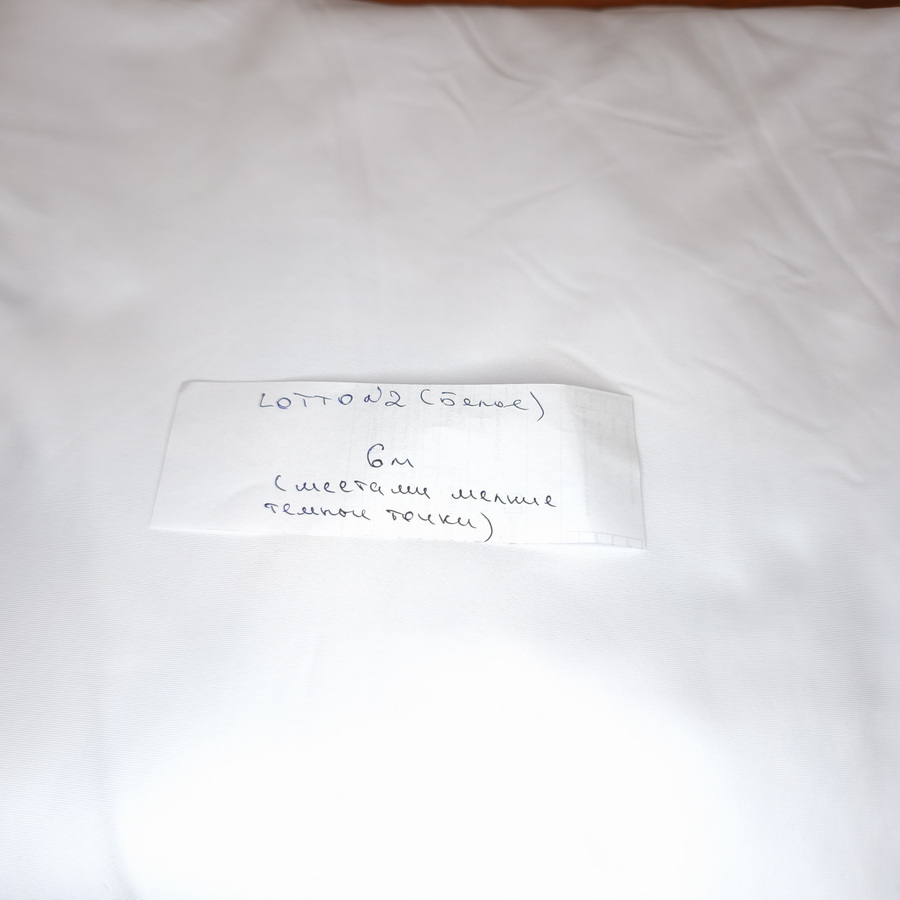 LOTTO №2 (белое)
6м
(местами мелкие
темные точки)